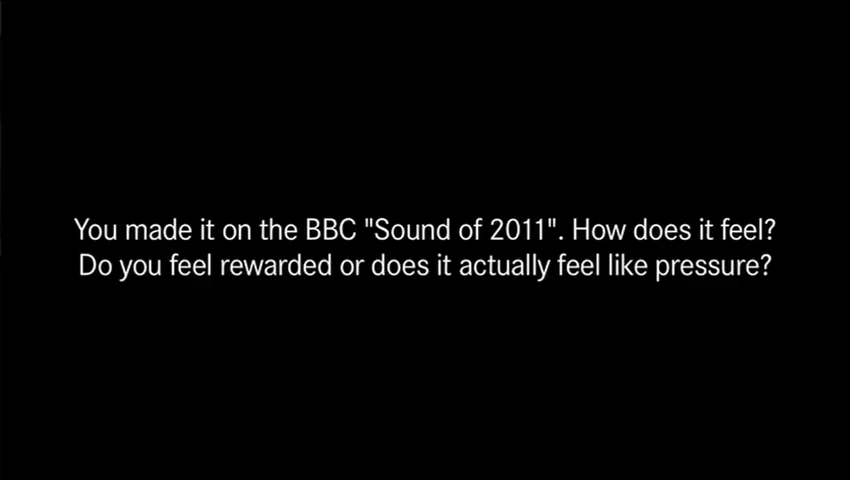 You made it on the BBC "Sound of 2011". How does it feel?
Do you feel rewarded or does it actually feel like pressure?